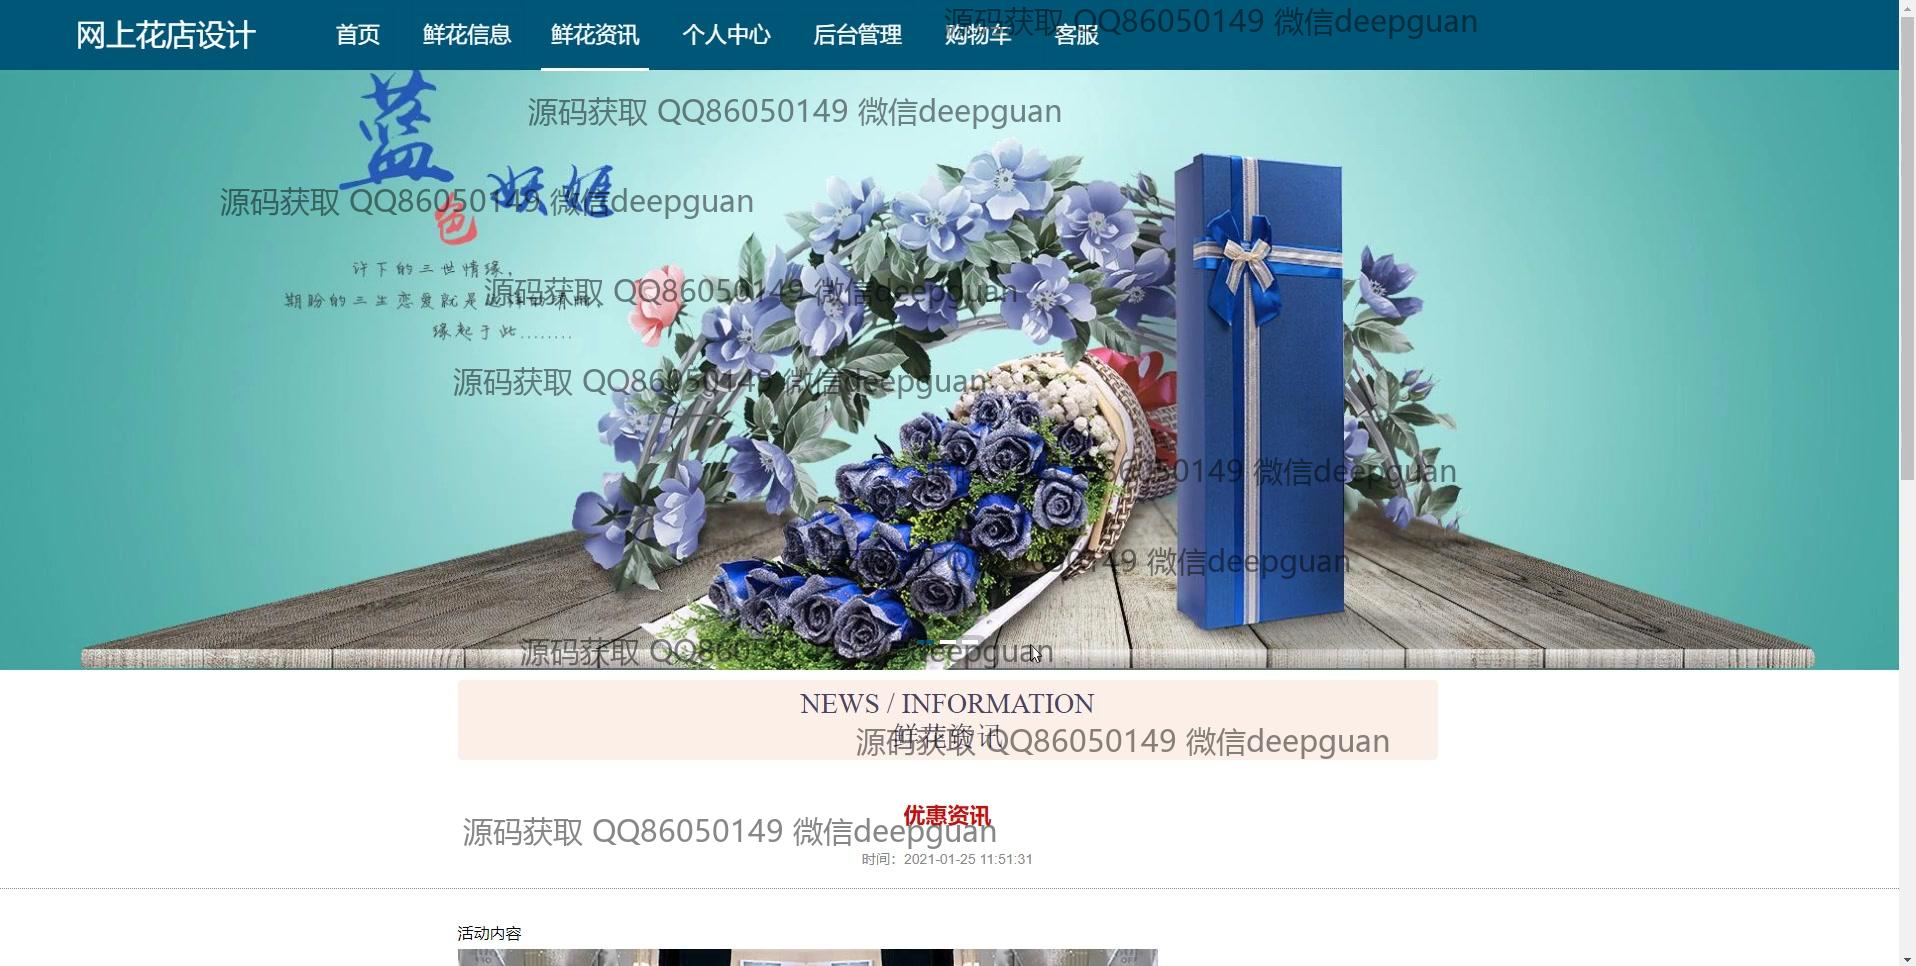 网上花店设计 首页 鲜花信息 鲜花资讯 个人中心 后台管理 购物车 客服
源码获取 QQ86050149 微信deepguan
源码获取 QQ86050149 微信deepguan
蓝
色
妖姬
源码获取 QQ86050149 微信deepguan
许下的三世情缘,
期盼的三生恋爱就是
源码获取 QQ86050149 微信deepguan
缘起于此........
源码获取 QQ86050149 微信deepguan
86050149 微信deepguan
QQ86050149 微信deepguan
源码获取 QQ860 deepguan
NEWS / INFORMATION
鲜花资讯
源码获取 QQ86050149 微信deepguan
优惠资讯
源码获取 QQ86050149 微信deepguan
时间：2021-01-25 11:51:31
活动内容